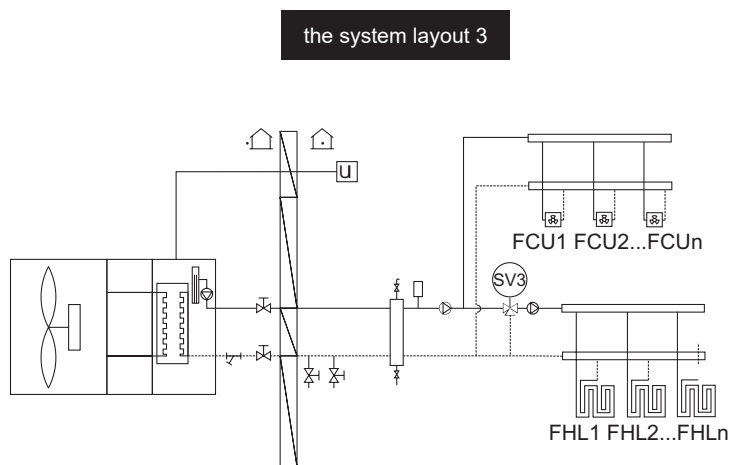 the system layout 3
u
FCU1 FCU2...FCUn
SV3
FHL1 FHL2...FHLn